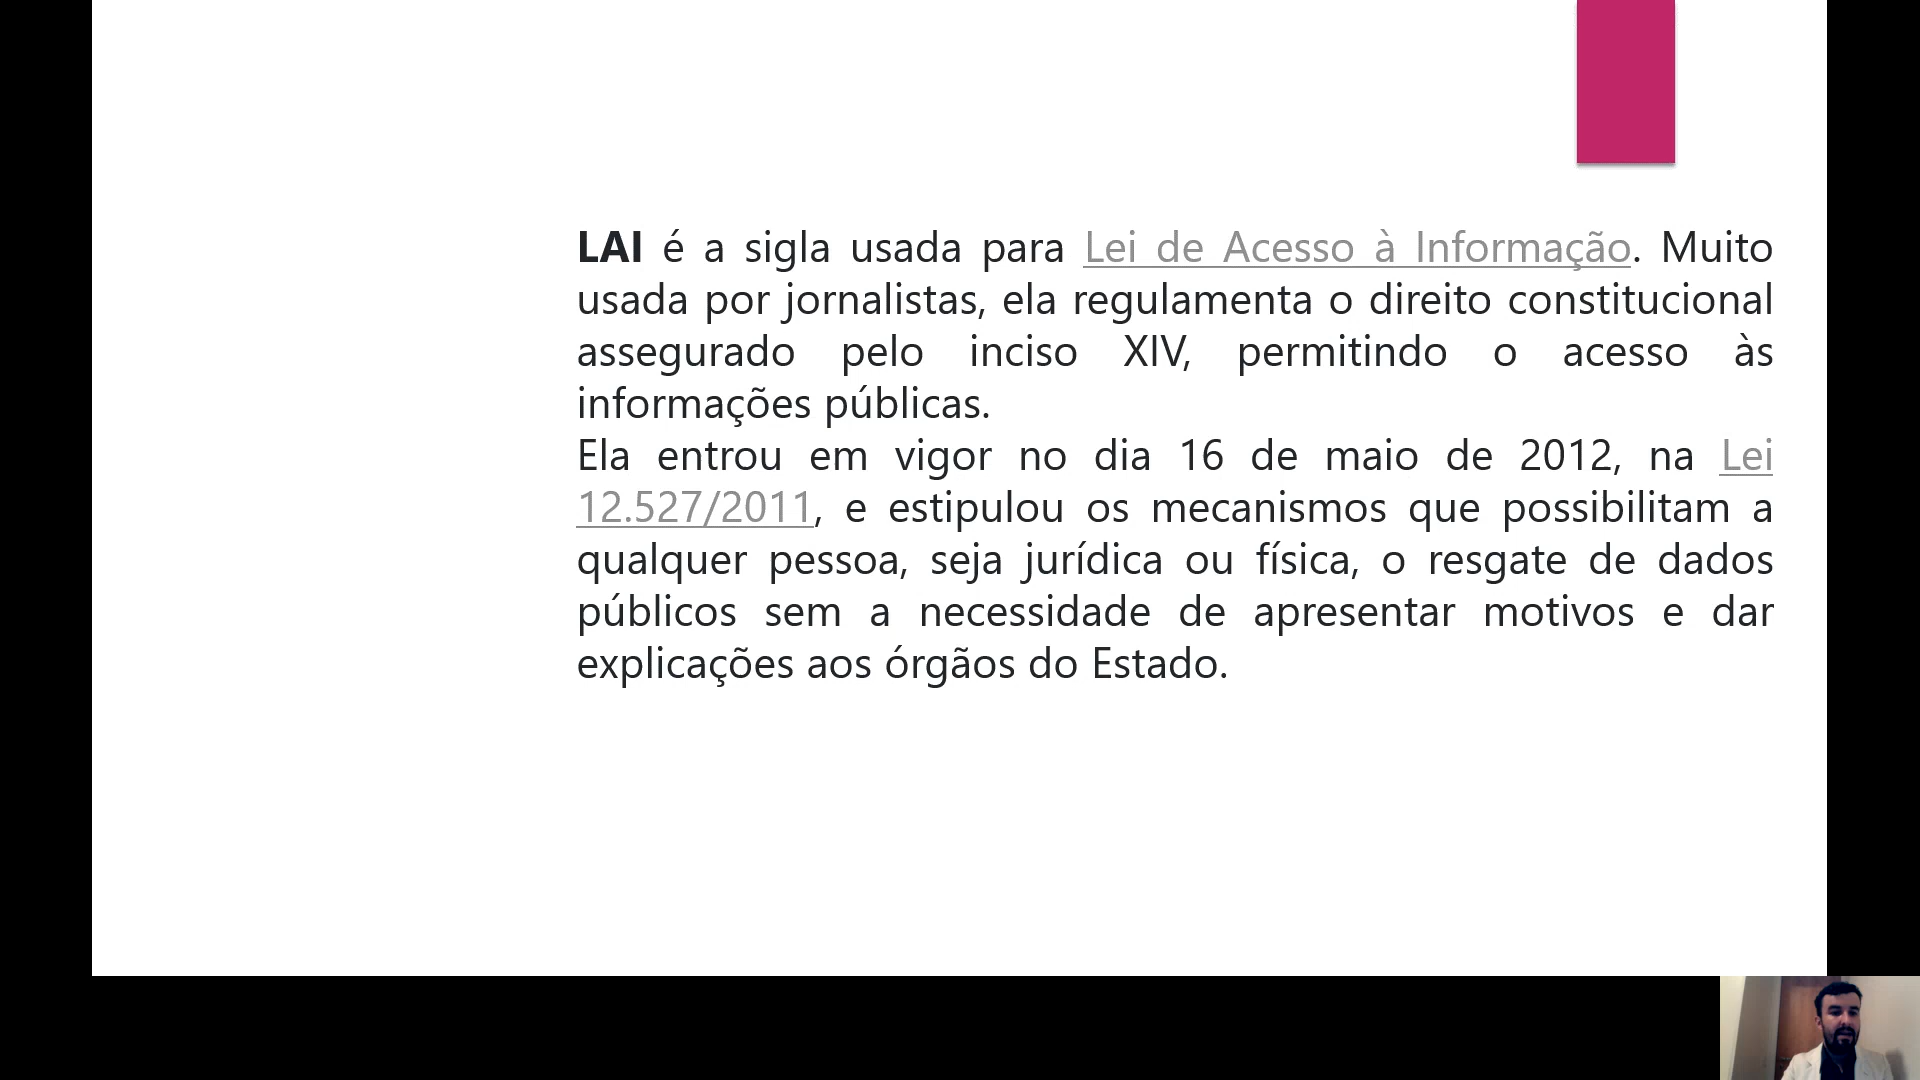 LAI é a sigla usada para Lei de Acesso à Informação. Muito
usada por jornalistas, ela regulamenta o direito constitucional
assegurado pelo inciso XIV, permitindo o acesso às
informações públicas.
Ela entrou em vigor no dia 16 de maio de 2012, na Lei
12.527/2011, e estipulou os mecanismos que possibilitam a
qualquer pessoa, seja jurídica ou física, o resgate de dados
públicos sem a necessidade de apresentar motivos e dar
explicações aos órgãos do Estado.